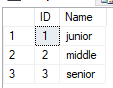 ID Name
1 1 junior
2 2 middle
3 3 senior